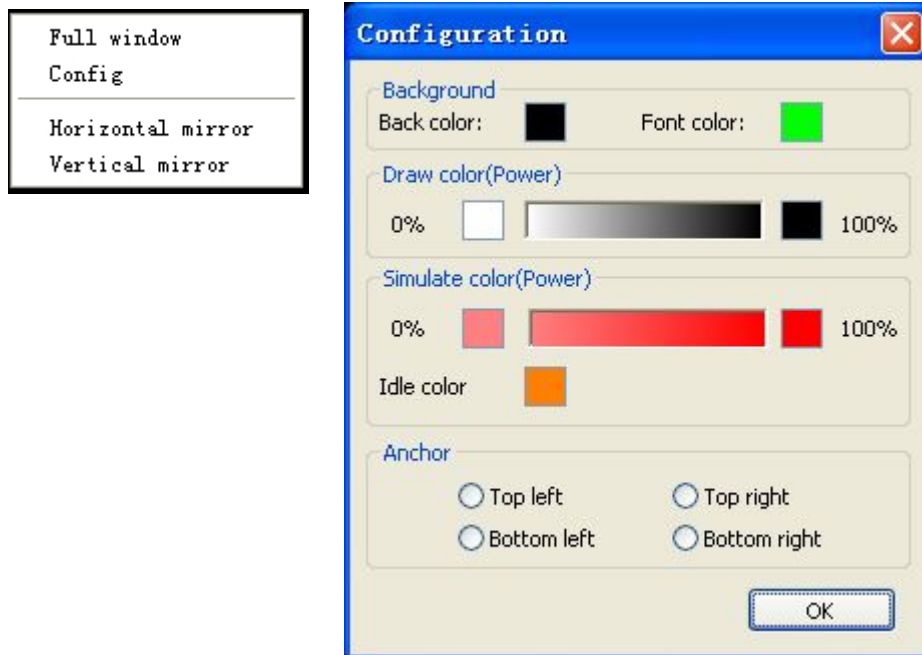 Full window
Config
Horizontal mirror
Vertical mirror
Configuration
Background
Back color: Font color:
Draw color(Power)
0% 100%
Simulate color(Power)
0% 100%
Idle color
Anchor
Top left Top right
Bottom left Bottom right
OK